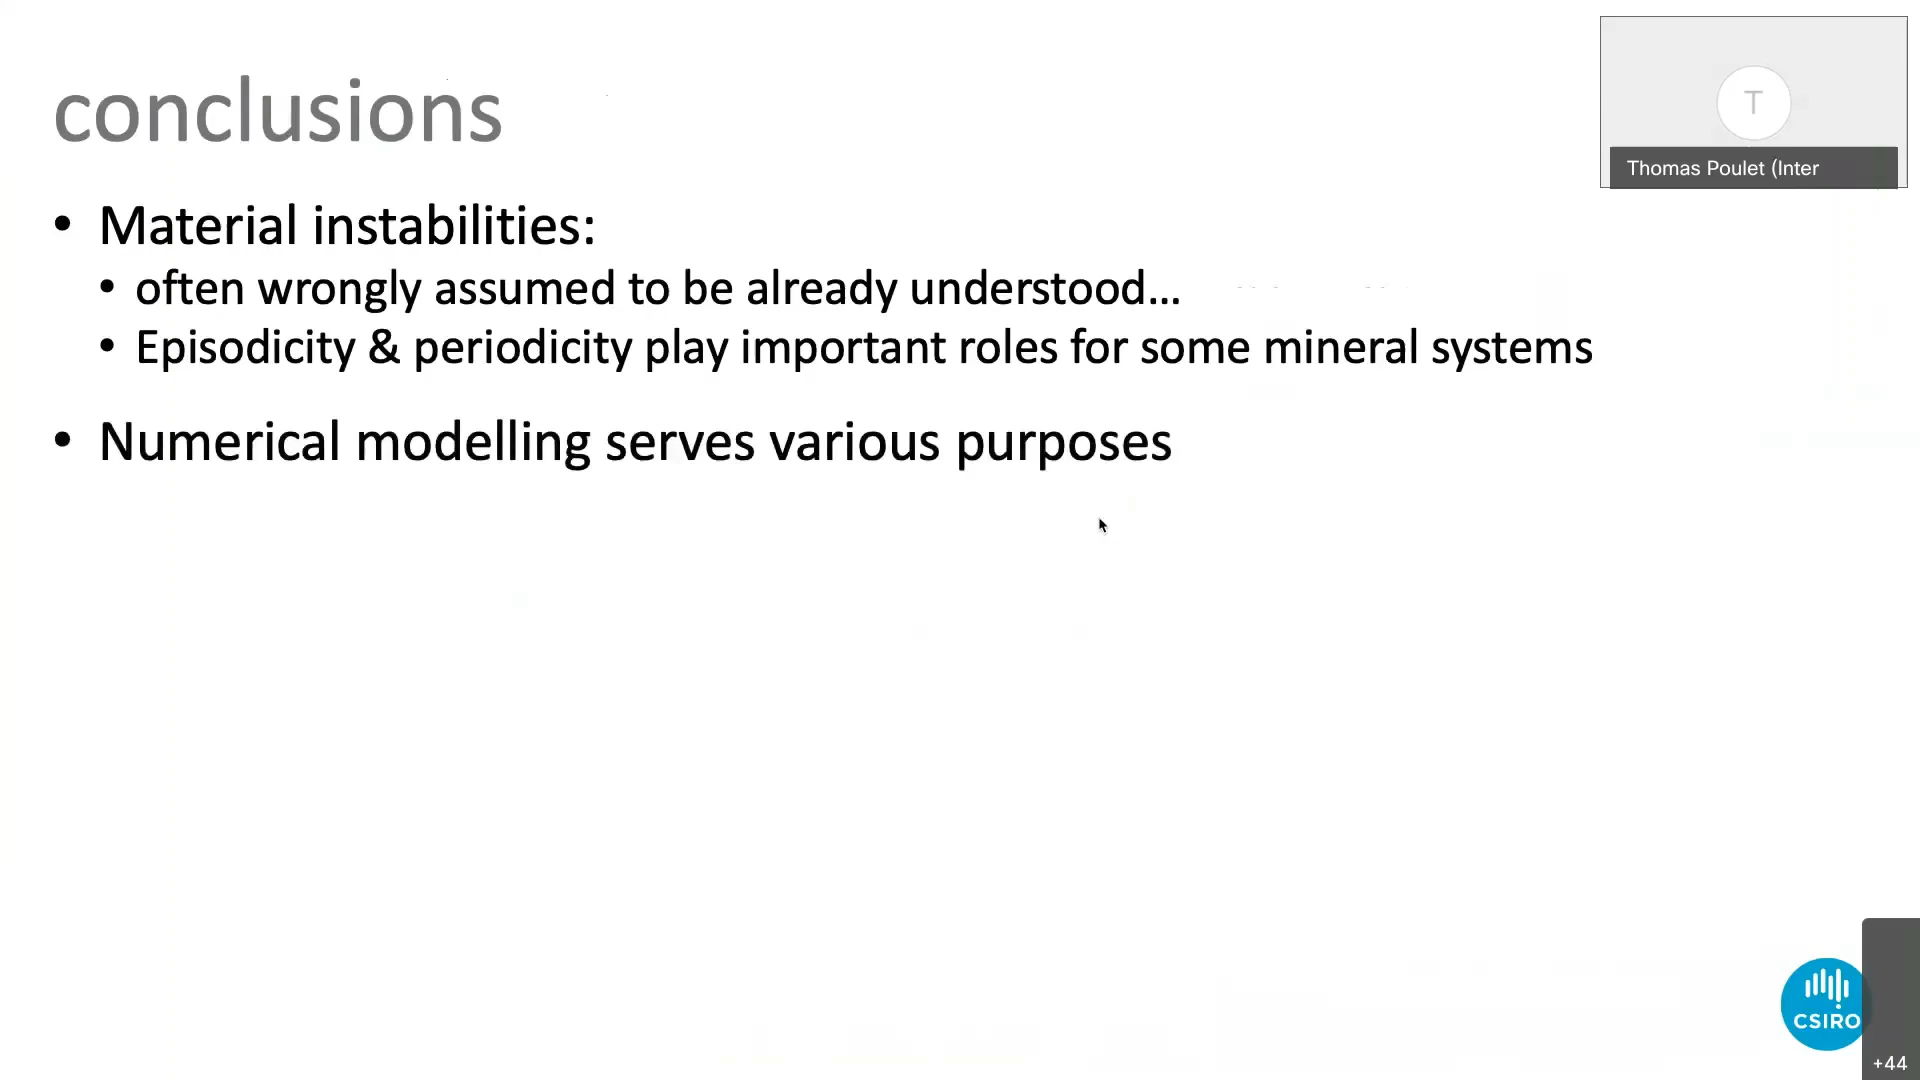 conclusions
T
Thomas Poulet (Inter
• Material instabilities:
• often wrongly assumed to be already understood...
• Episodicity & periodicity play important roles for some mineral systems
• Numerical modelling serves various purposes
CSIRO
+44